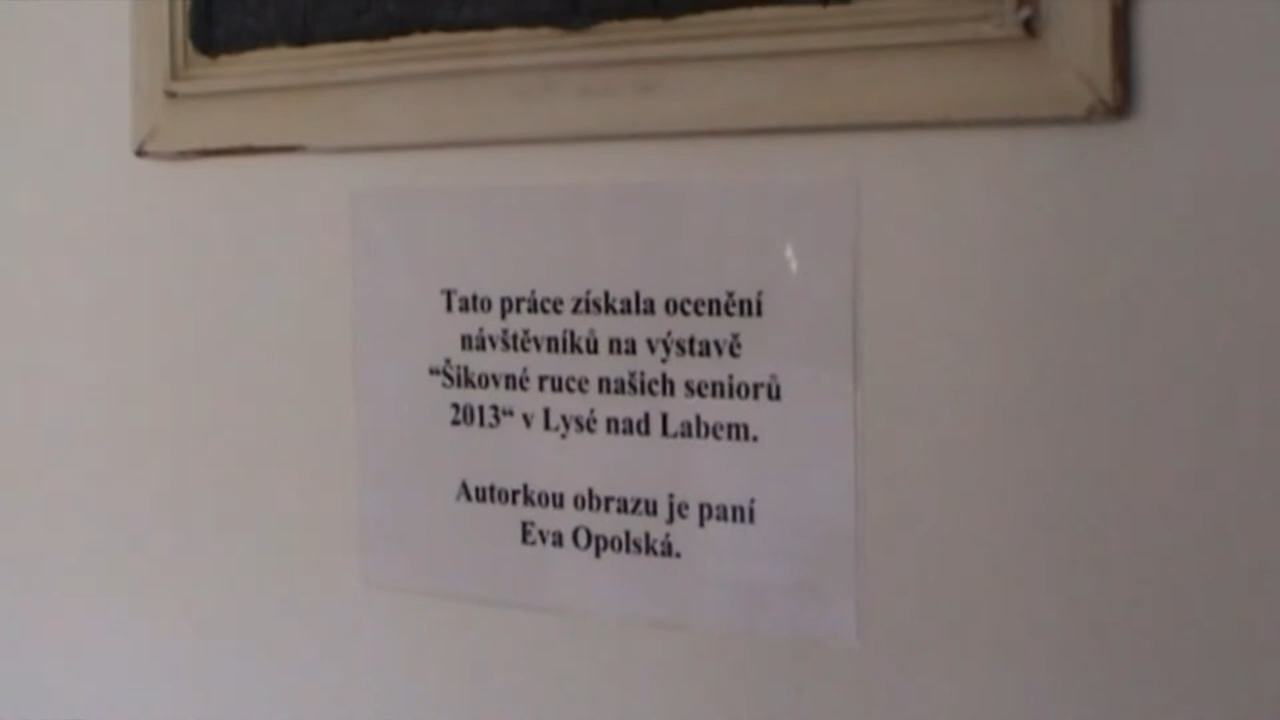 Tato práce získala ocenění
návštěvníků na výstavě
“Šikovné ruce našich seniorů
2013“ v Lysé nad Labem.
Autorkou obrazu je paní
Eva Opolská.